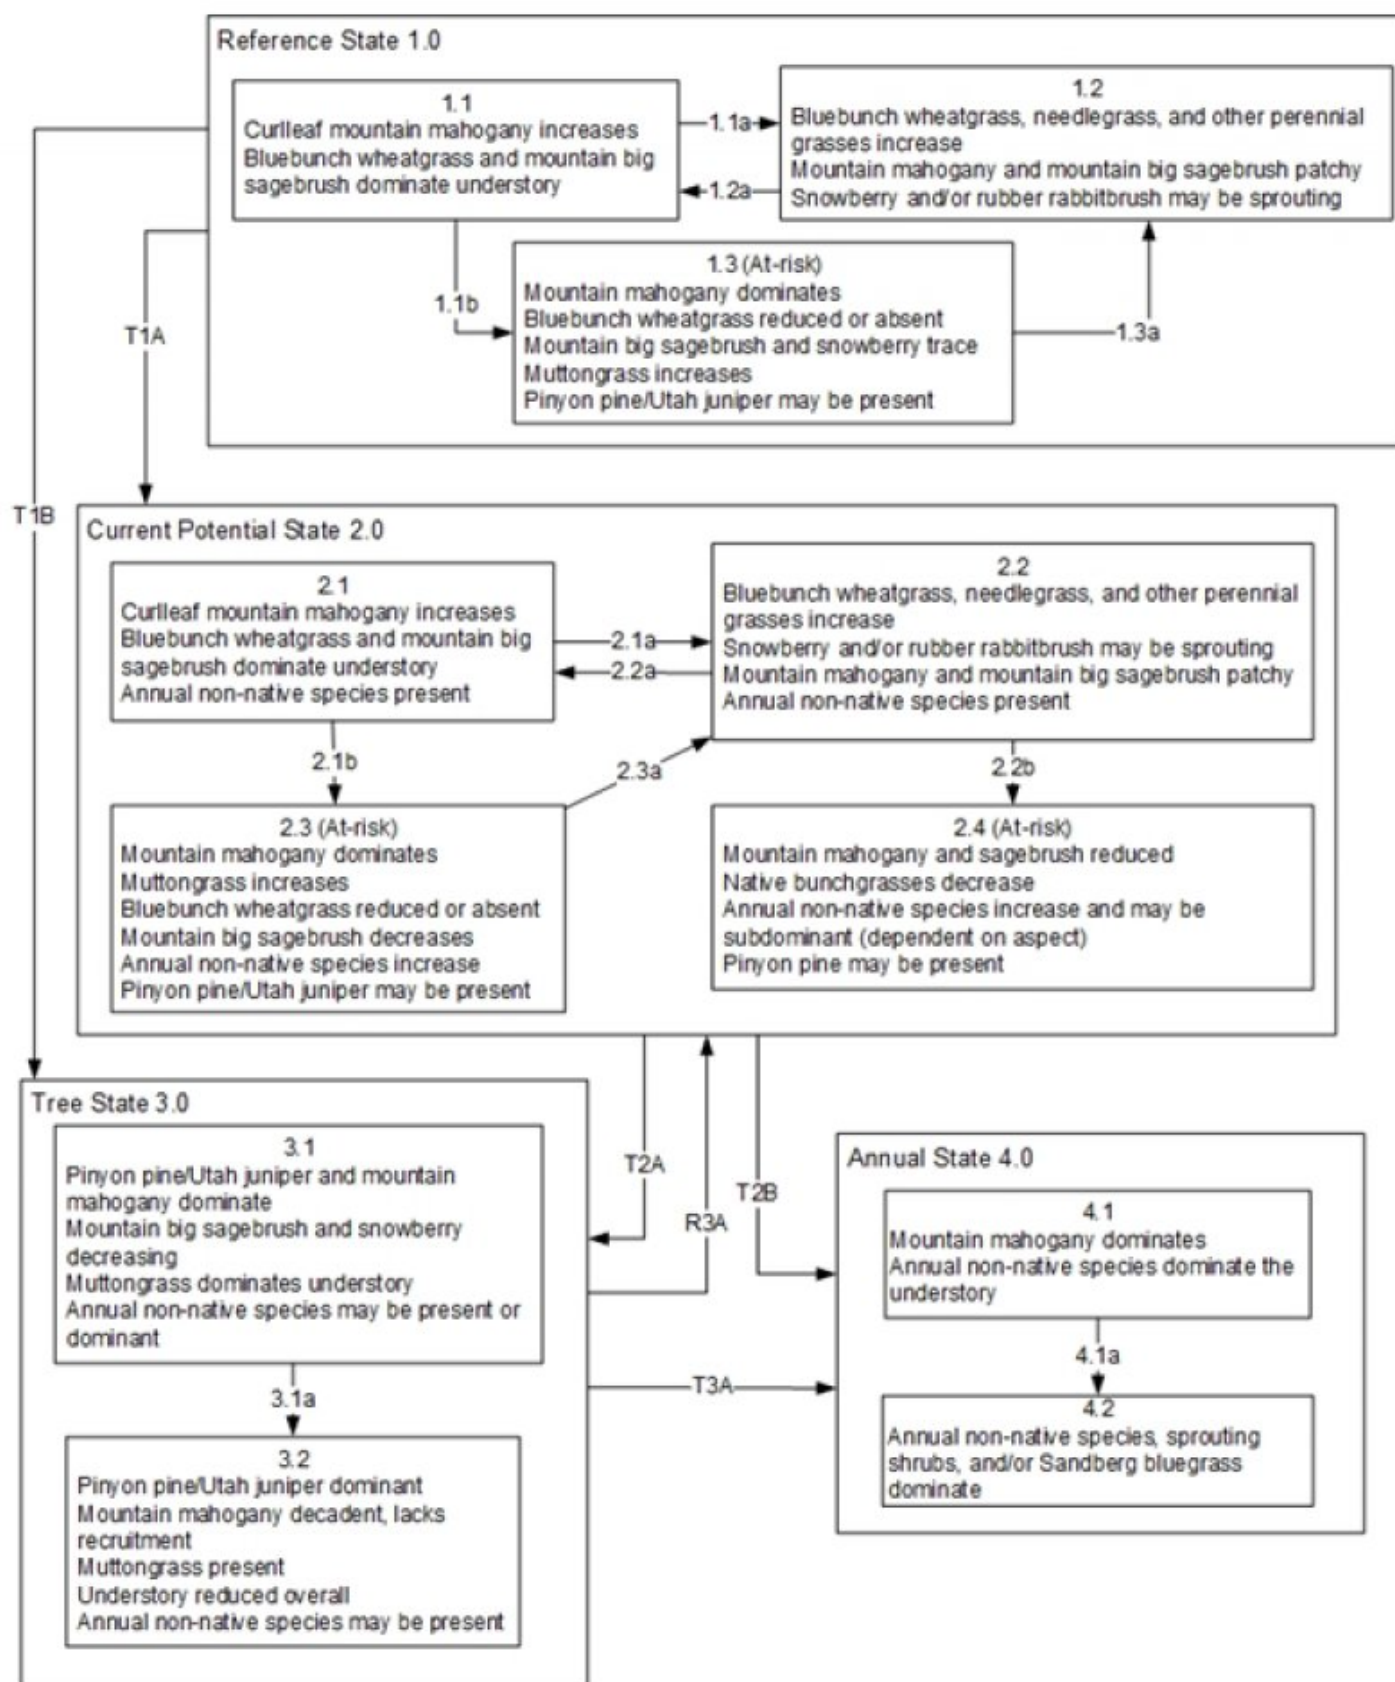 Reference State 1.0
1.1
Curlleaf mountain mahogany increases
Bluebunch wheatgrass and mountain big
sagebrush dominate understory
1.1a
1.2a
1.2
Bluebunch wheatgrass, needlegrass, and other perennial
grasses increase
Mountain mahogany and mountain big sagebrush patchy
Snowberry and/or rubber rabbitbrush may be sprouting
1.1b
1.3 (At-risk)
Mountain mahogany dominates
Bluebunch wheatgrass reduced or absent
Mountain big sagebrush and snowberry trace
Muttongrass increases
Pinyon pine/Utah juniper may be present
1.3a
T1A
T1B
Current Potential State 2.0
2.1
Curlleaf mountain mahogany increases
Bluebunch wheatgrass and mountain big
sagebrush dominate understory
Annual non-native species present
2.1a
2.2a
2.2
Bluebunch wheatgrass, needlegrass, and other perennial
grasses increase
Snowberry and/or rubber rabbitbrush may be sprouting
Mountain mahogany and mountain big sagebrush patchy
Annual non-native species present
2.1b
2.3a
2.2b
2.3 (At-risk)
Mountain mahogany dominates
Muttongrass increases
Bluebunch wheatgrass reduced or absent
Mountain big sagebrush decreases
Annual non-native species increase
Pinyon pine/Utah juniper may be present
2.4 (At-risk)
Mountain mahogany and sagebrush reduced
Native bunchgrasses decrease
Annual non-native species increase and may be
subdominant (dependent on aspect)
Pinyon pine may be present
Tree State 3.0
3.1
Pinyon pine/Utah juniper and mountain
mahogany dominate
Mountain big sagebrush and snowberry
decreasing
Muttongrass dominates understory
Annual non-native species may be present or
dominant
3.1a
3.2
Pinyon pine/Utah juniper dominant
Mountain mahogany decadent, lacks
recruitment
Muttongrass present
Understory reduced overall
Annual non-native species may be present
T2A
R3A
T2B
T3A
Annual State 4.0
4.1
Mountain mahogany dominates
Annual non-native species dominate the
understory
4.1a
4.2
Annual non-native species, sprouting
shrubs, and/or Sandberg bluegrass
dominate